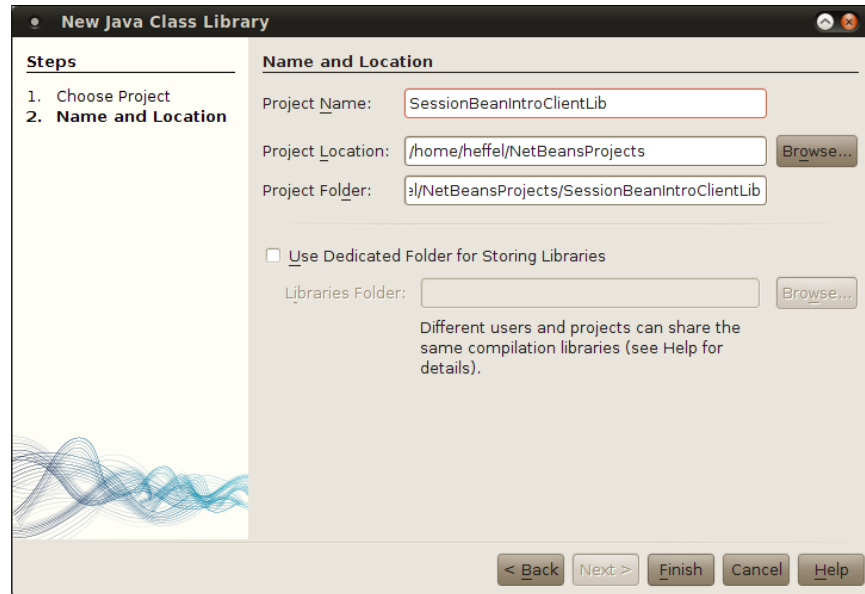 New Java Class Library
Steps
1. Choose Project
2. Name and Location
Name and Location
Project Name: SessionBeanIntroClientLib
Project Location: /home/heffel/NetBeansProjects Browse...
Project Folder: el/NetBeansProjects/SessionBeanIntroClientLib
Use Dedicated Folder for Storing Libraries
Libraries Folder: Browse...
Different users and projects can share the
same compilation libraries (see Help for
details).
< Back Next > Finish Cancel Help